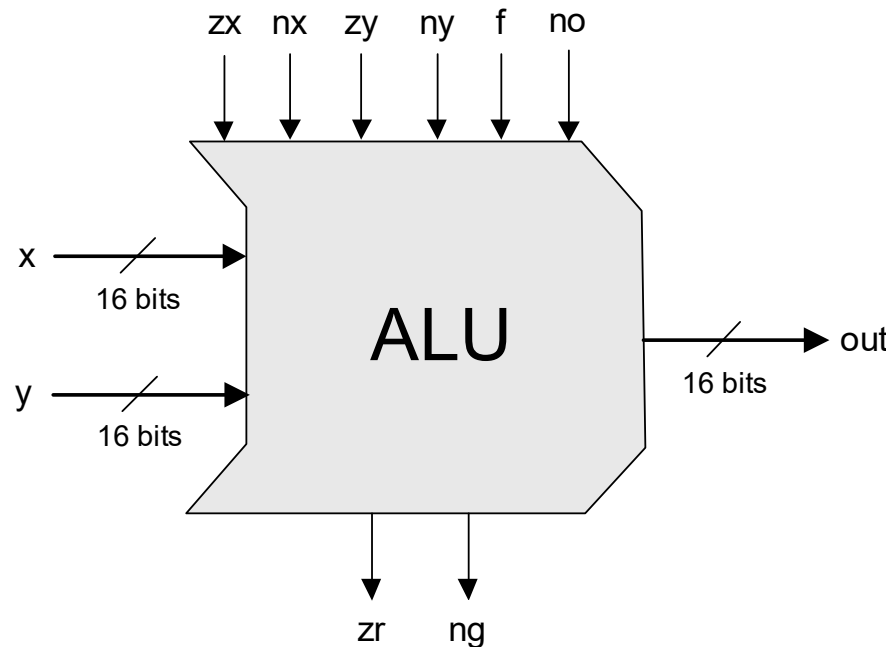 zx nx zy ny f no
x
16 bits
ALU
out
16 bits
y
16 bits
zr ng